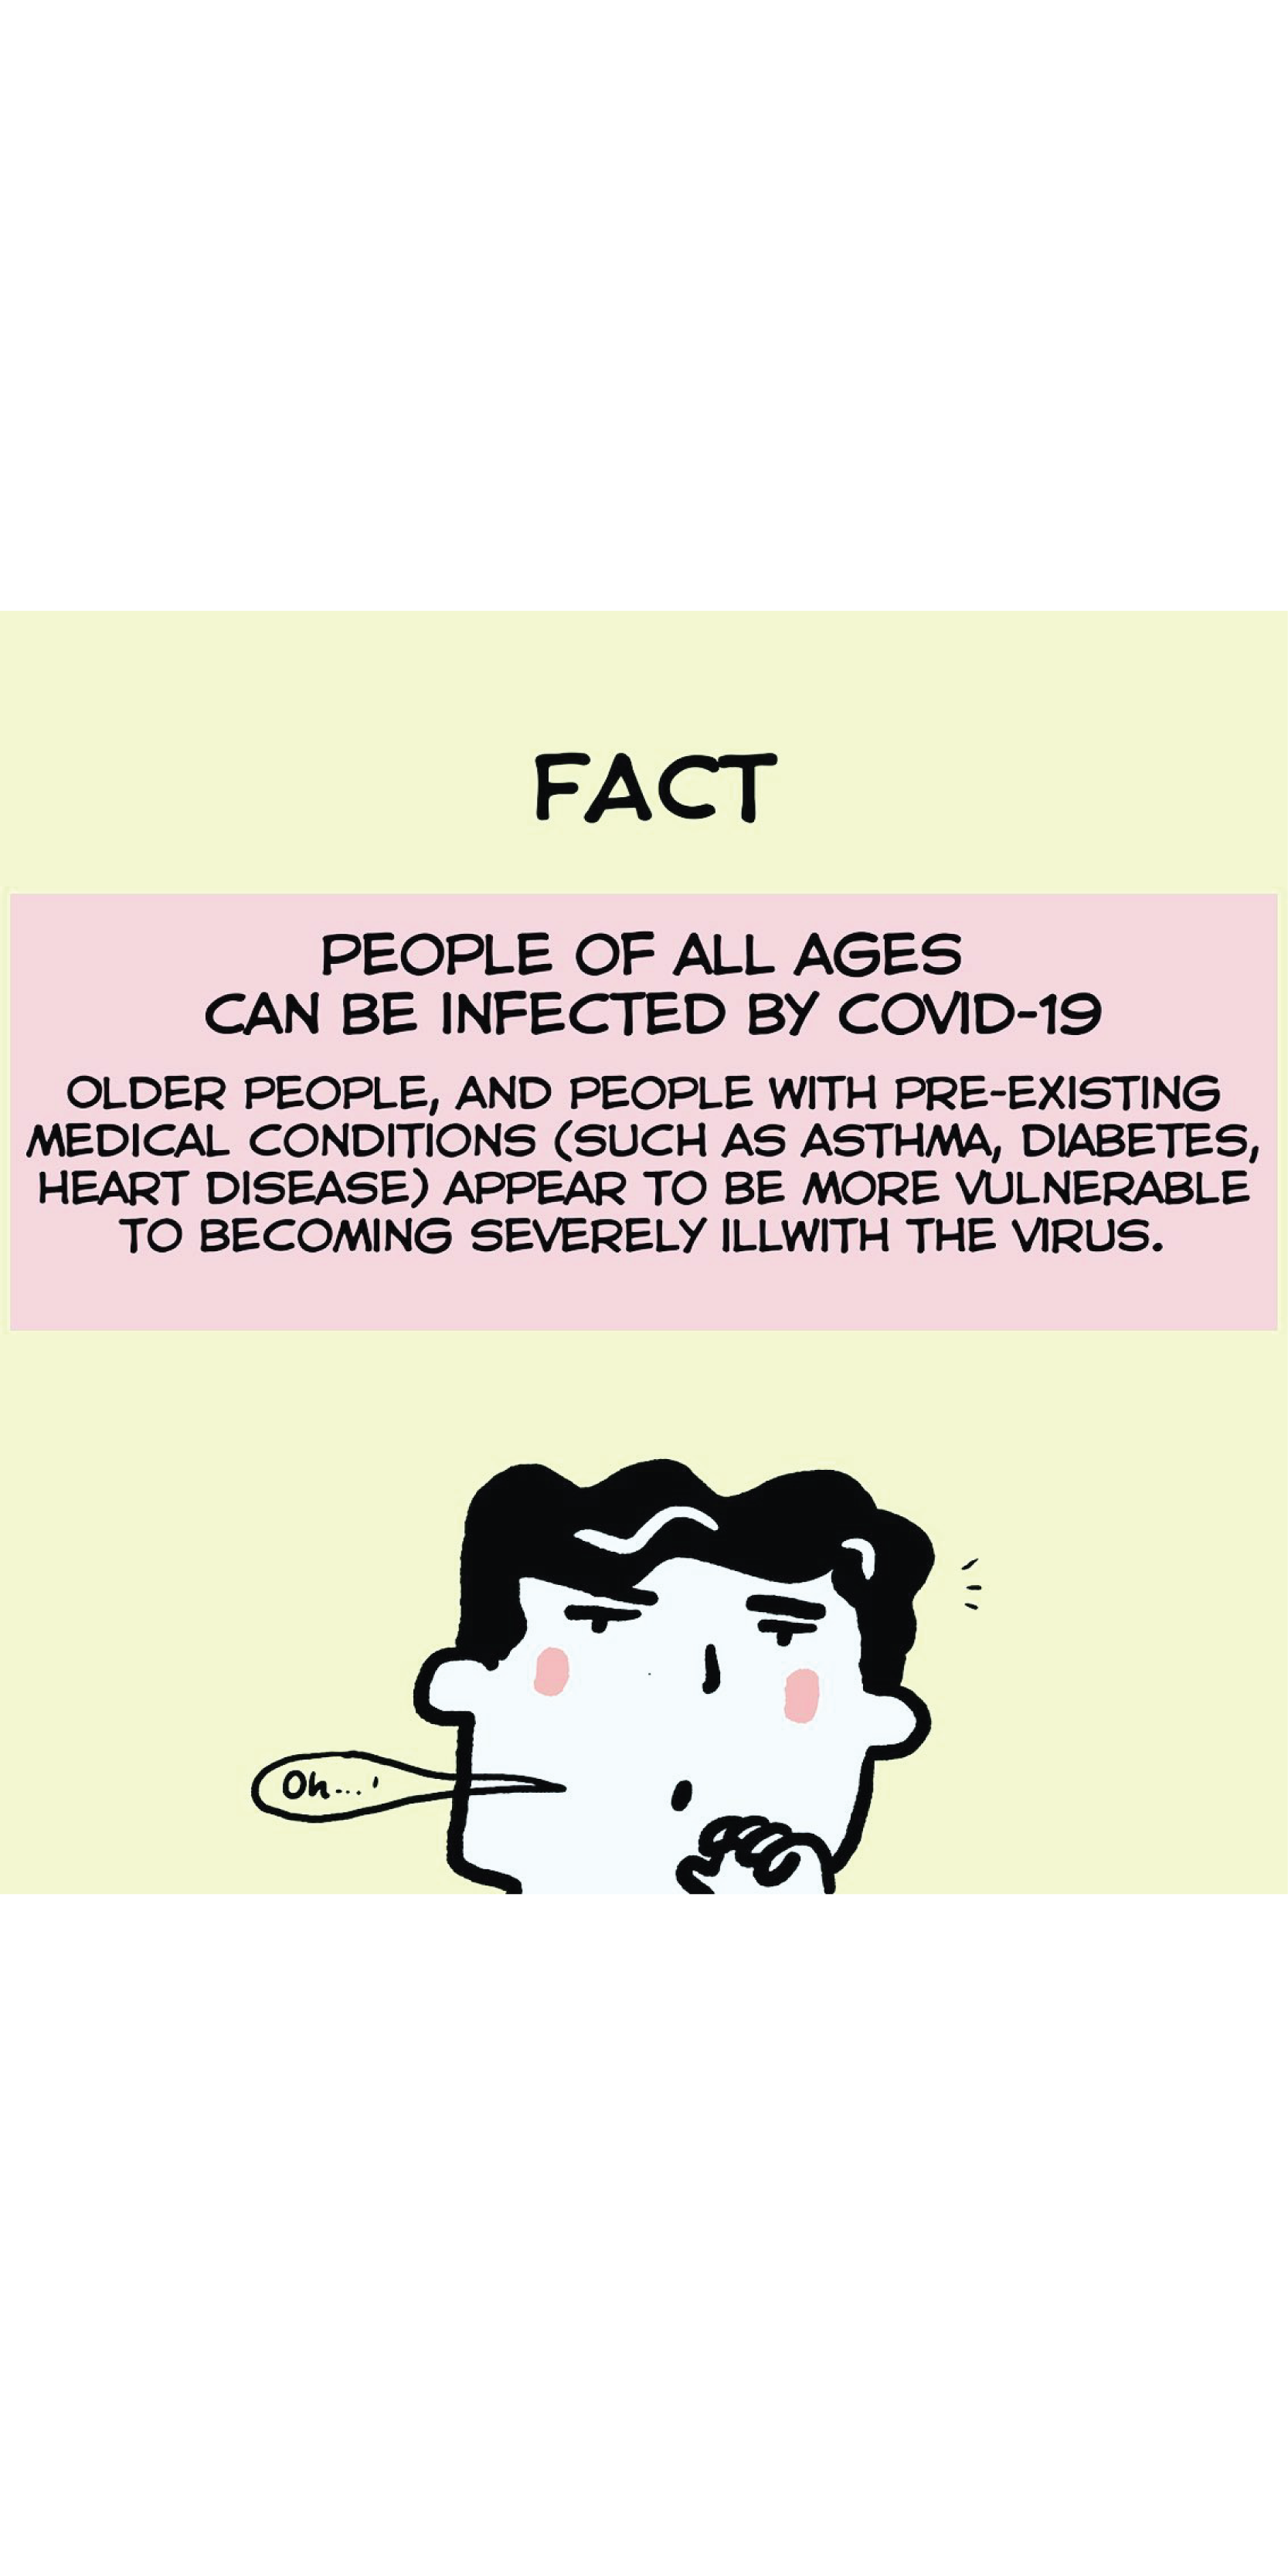 FACT
PEOPLE OF ALL AGES
CAN BE INFECTED BY COVID-19
OLDER PEOPLE, AND PEOPLE WITH PRE-EXISTING
MEDICAL CONDITIONS (SUCH AS ASTHMA, DIABETES,
HEART DISEASE) APPEAR TO BE MORE VULNERABLE
TO BECOMING SEVERELY ILLWITH THE VIRUS.
Oh...'